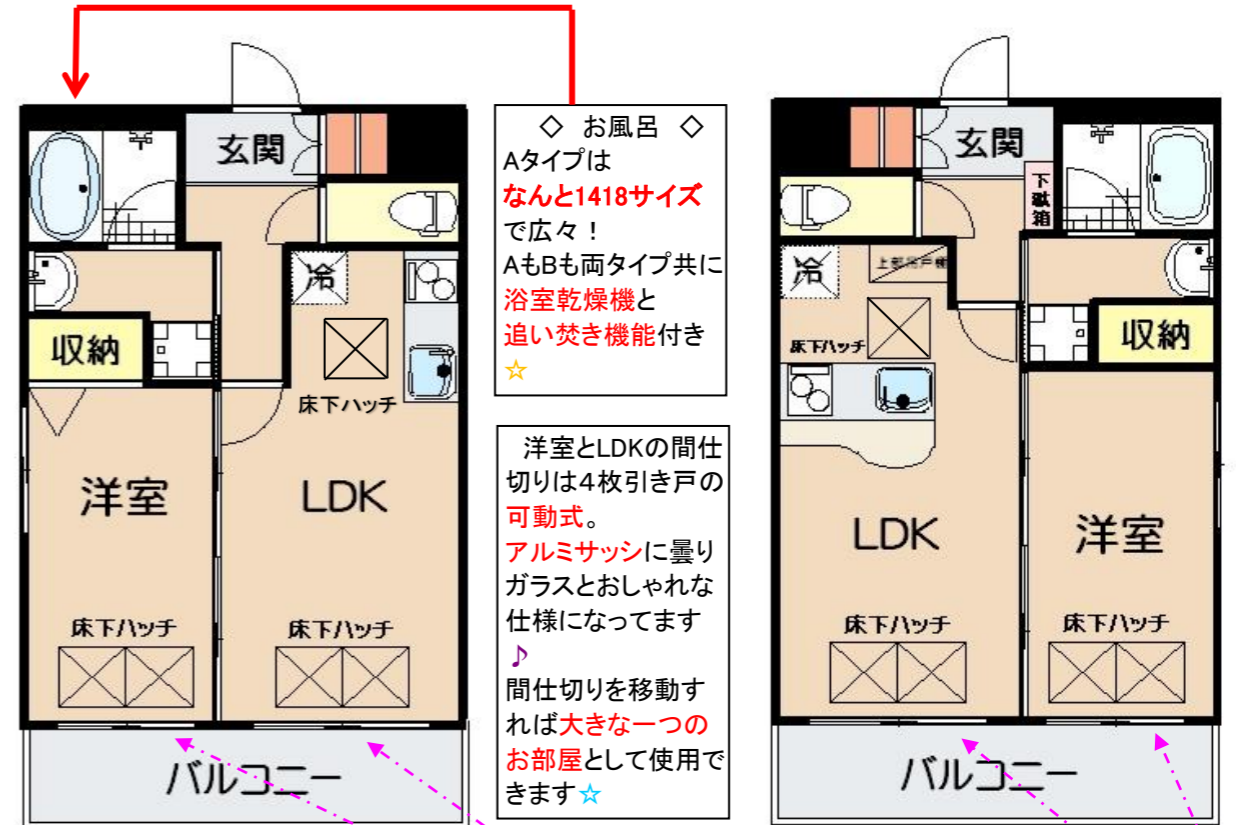 玄関
冷
収納
床下ハッチ
洋室
LDK
床下ハッチ
床下ハッチ
バルコニー
◇ お風呂 ◇
Aタイプは
なんと1418サイズ
で広々！
AもBも両タイプ共に
浴室乾燥機と
追い焚き機能付き
☆
洋室とLDKの間仕
切りは４枚引き戸の
可動式。
アルミサッシに曇り
ガラスとおしゃれな
仕様になってます
♪
間仕切りを移動す
れば大きな一つの
お部屋として使用で
きます☆
玄関
下駄箱
冷
上部吊戸棚
床下ハッチ
収納
LDK
洋室
床下ハッチ
床下ハッチ
バルコニー